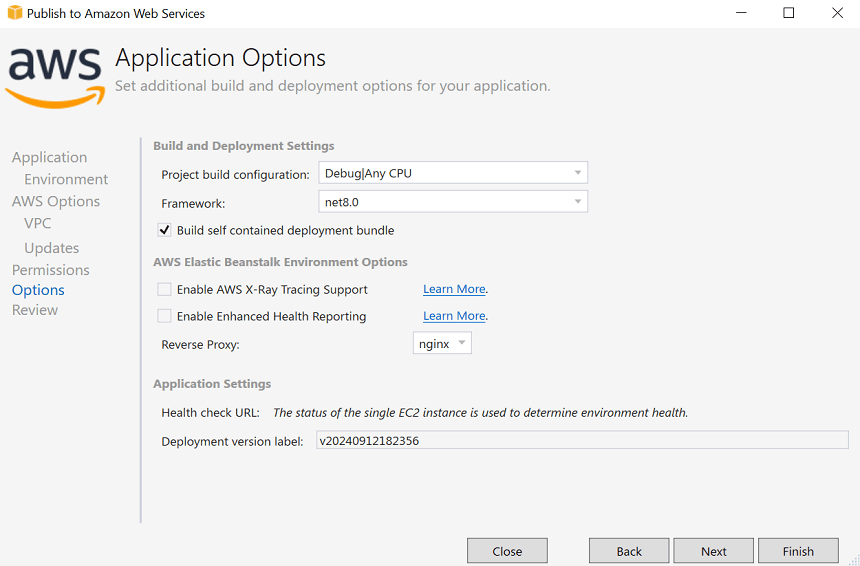 Publish to Amazon Web Services
aws
Application Options
Set additional build and deployment options for your application.
Application
Environment
AWS Options
VPC
Updates
Permissions
Options
Review
Build and Deployment Settings
Project build configuration: Debug|Any CPU
Framework: net8.0
Build self contained deployment bundle
AWS Elastic Beanstalk Environment Options
Enable AWS X-Ray Tracing Support Learn More.
Enable Enhanced Health Reporting Learn More.
Reverse Proxy: nginx
Application Settings
Health check URL: The status of the single EC2 instance is used to determine environment health.
Deployment version label: v20240912182356
Close Back Next Finish